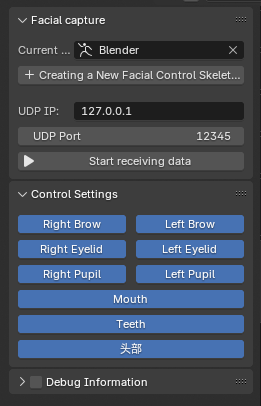 Facial capture
Current ... Blender
Creating a New Facial Control Skelet...
UDP IP: 127.0.0.1
UDP Port 12345
Start receiving data
Control Settings
Right Brow Left Brow
Right Eyelid Left Eyelid
Right Pupil Left Pupil
Mouth
Teeth
头部
Debug Information